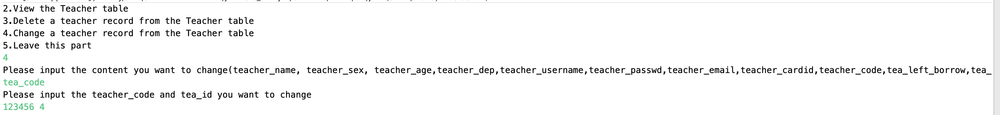 2.View the Teacher table
3.Delete a teacher record from the Teacher table
4.Change a teacher record from the Teacher table
5.Leave this part
4
Please input the content you want to change(teacher_name, teacher_sex, teacher_age,teacher_dep,teacher_username,teacher_passwd,teacher_email,teacher_cardid,teacher_code,tea_left_borrow,tea_
tea_code
Please input the teacher_code and tea_id you want to change
123456 4